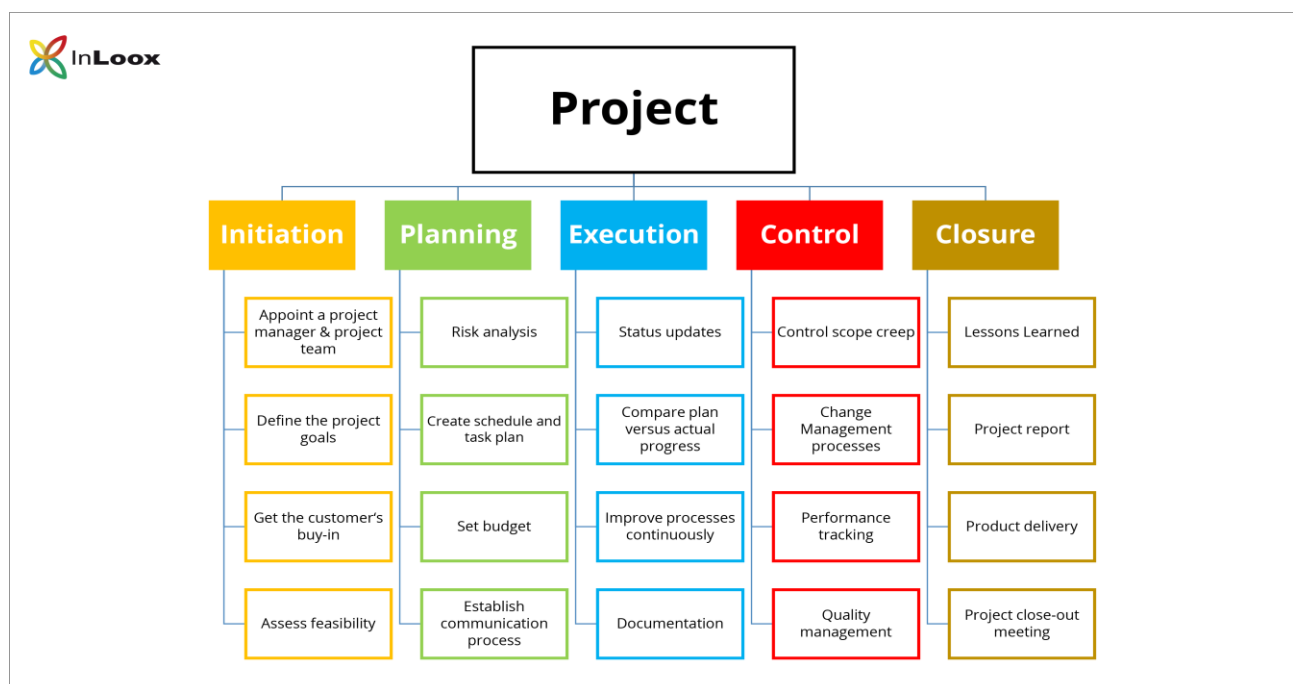 InLoox
Project
Initiation
Planning
Execution
Control
Closure
Appoint a project
manager & project
team
Define the project
goals
Get the customer‘s
buy-in
Assess feasibility
Risk analysis
Create schedule and
task plan
Set budget
Establish
communication
process
Status updates
Compare plan
versus actual
progress
Improve processes
continuously
Documentation
Control scope creep
Change
Management
processes
Performance
tracking
Quality
management
Lessons Learned
Project report
Product delivery
Project close-out
meeting